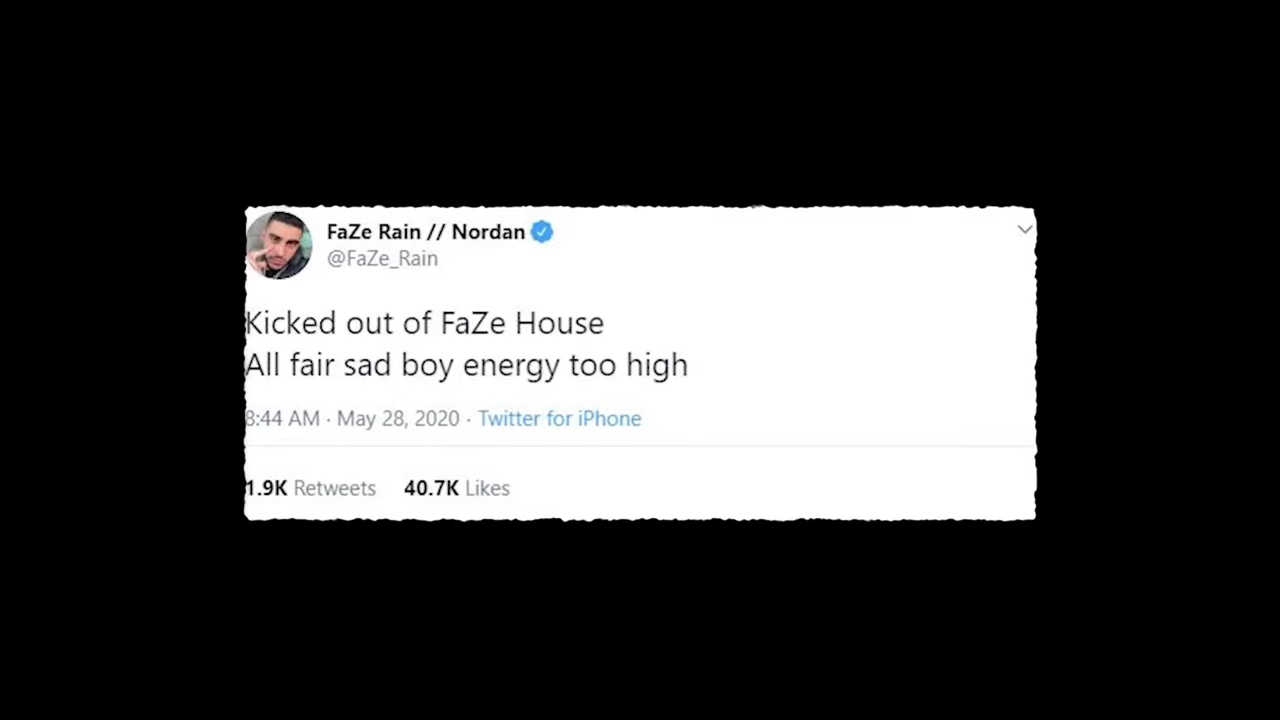 FaZe Rain // Nordan
@FaZe_Rain
Kicked out of FaZe House
All fair sad boy energy too high
8:44 AM · May 28, 2020 · Twitter for iPhone
1.9K Retweets 40.7K Likes